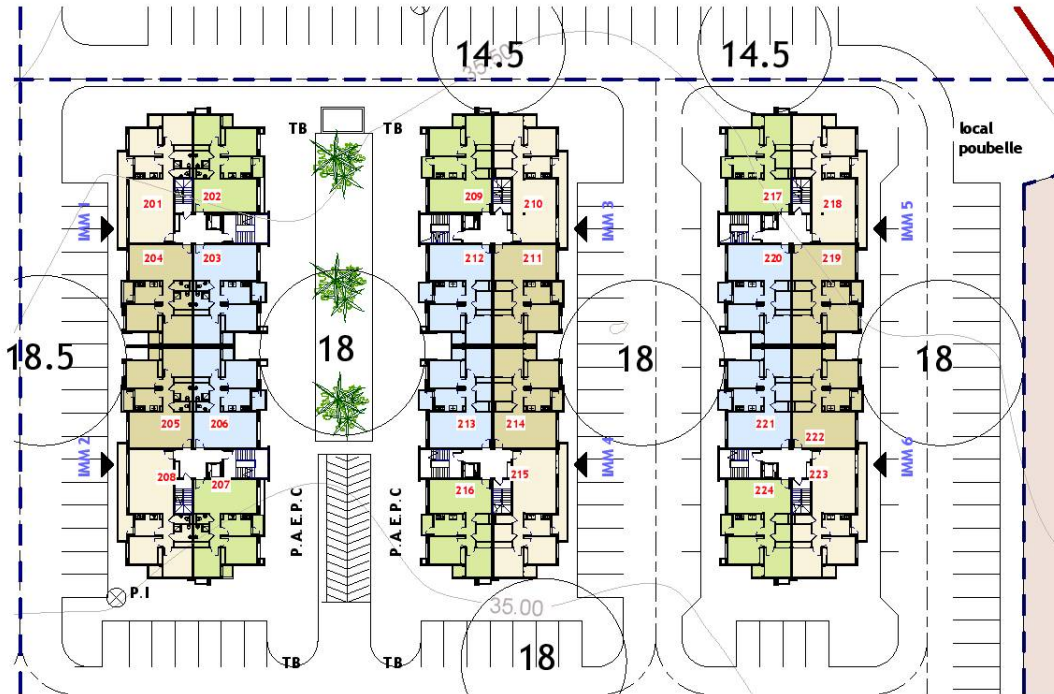 14.5
14.5
35.50
TB
TB
local
poubelle
201
202
209
210
217
218
IMM 1
IMM 3
IMM 5
204
203
212
211
220
219
18.5
18
18
18
205
206
213
214
221
222
IMM 2
IMM 4
IMM 6
208
207
216
215
224
223
P.A.E.P.C
P.A.E.P.C
P.I
35.00
18
TB
TB